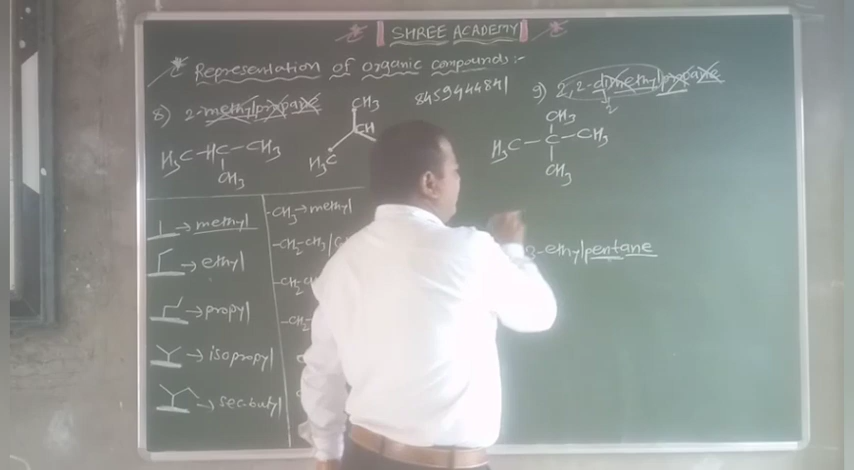 SHREE ACADEMY
* Representation of organic compounds:-
8) 2-methylpropane
8459444841
9) 2,2-dimethylpropane
2
CH3
CH
H3C
H3C-HC-CH3
CH3
CH3
H3C-C-CH3
CH3
→methyl
→ethyl
→propyl
→isopropyl
→sec-butyl
-CH3→methyl
-CH2-CH3/C
-CH2
-CH2
3-ethylpentane